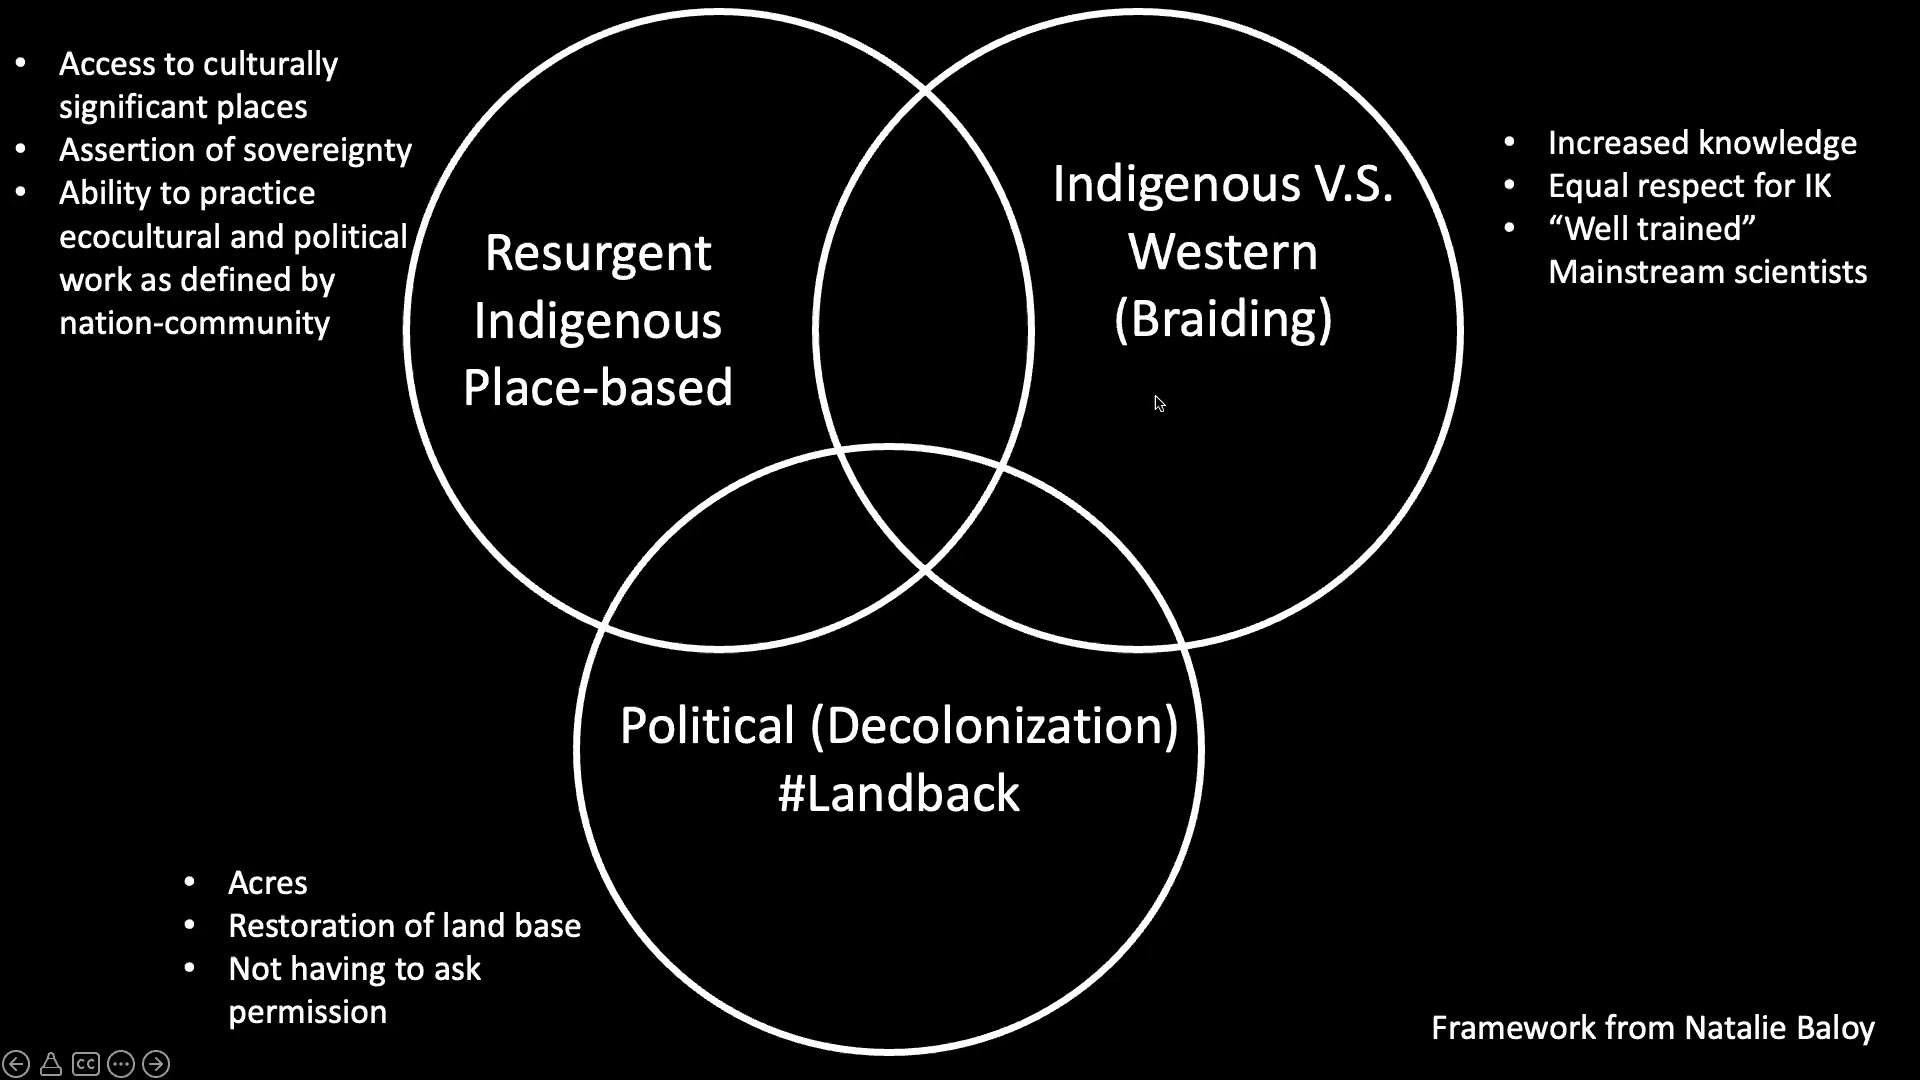 • Access to culturally
significant places
• Assertion of sovereignty
• Ability to practice
ecocultural and political
work as defined by
nation-community
Resurgent
Indigenous
Place-based
Indigenous V.S.
Western
(Braiding)
• Increased knowledge
• Equal respect for IK
• “Well trained”
Mainstream scientists
Political (Decolonization)
#Landback
• Acres
• Restoration of land base
• Not having to ask
permission
Framework from Natalie Baloy
CC